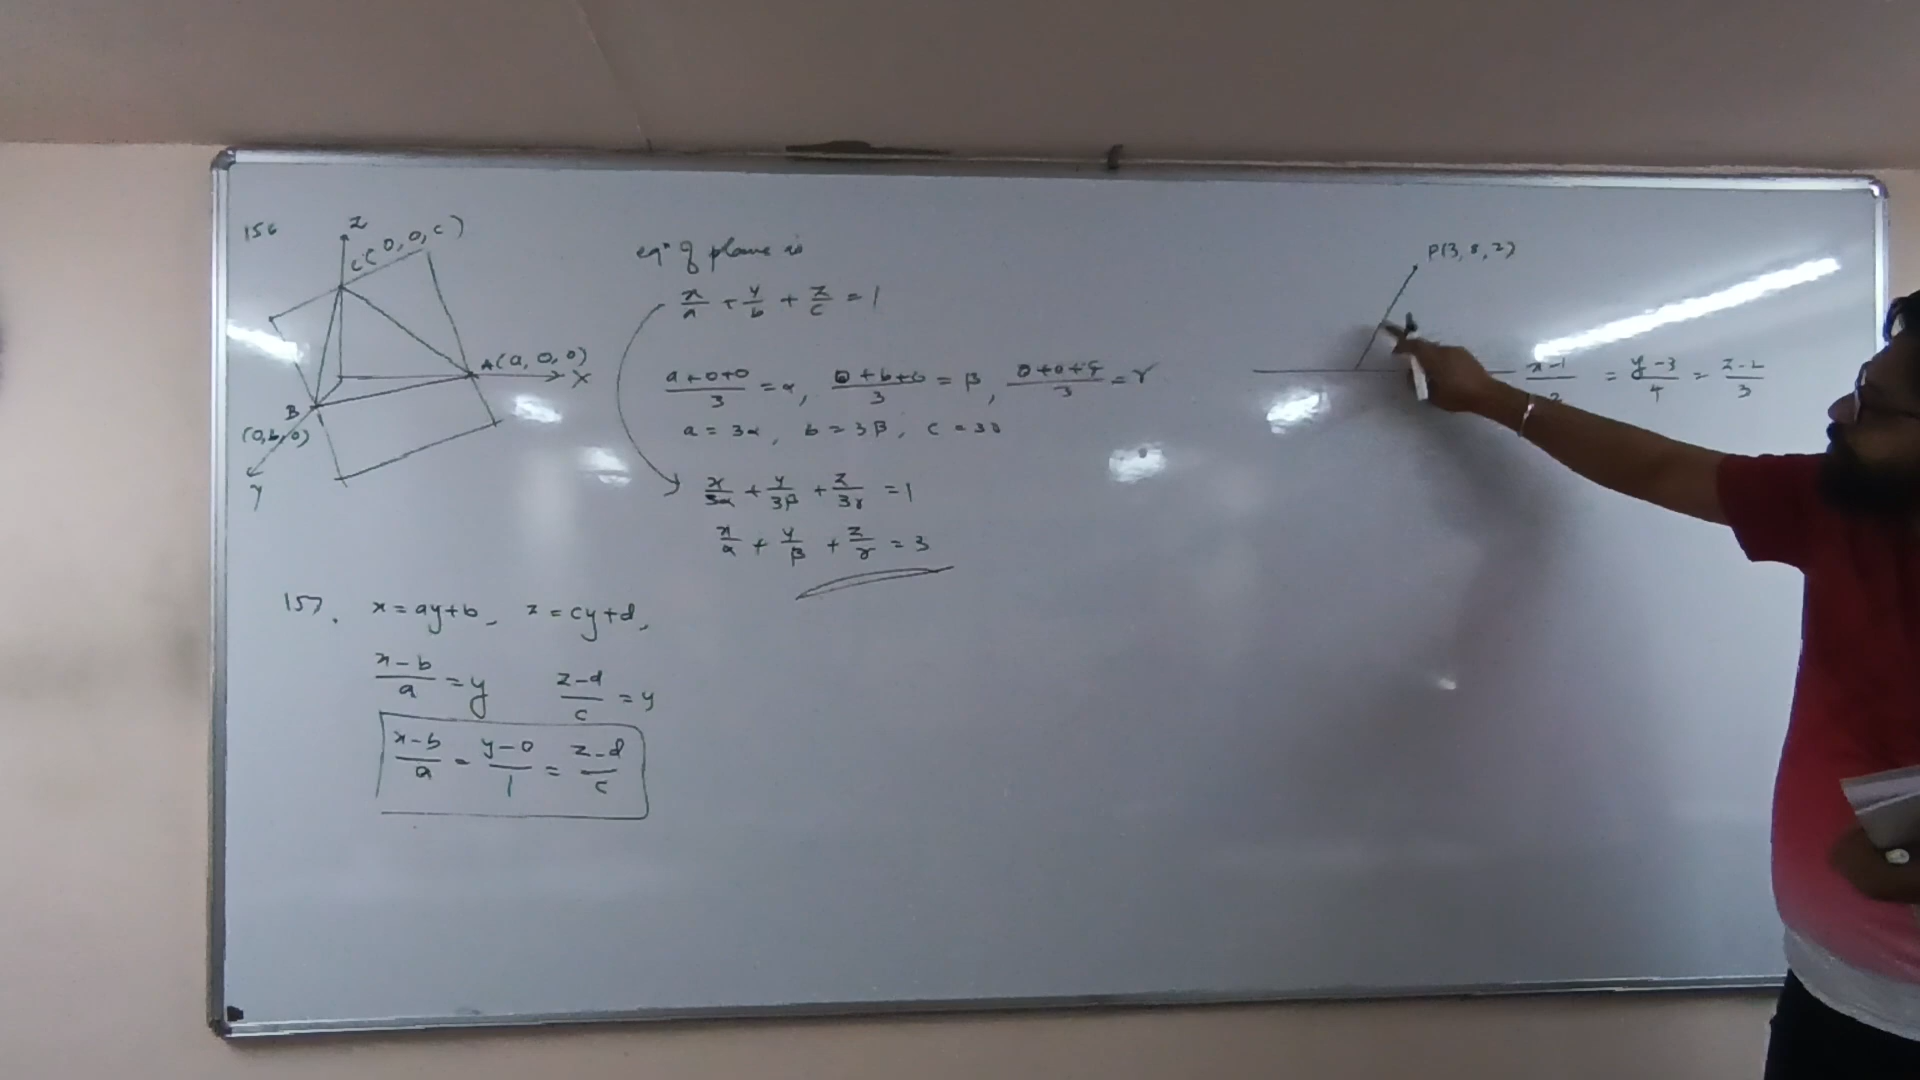 156
Z
C(0,0,c)
A(a,0,0)
X
B
(0,b,0)
Y
eqⁿ of plane is
x/a + y/b + z/c = 1
(a+0+0)/3 = α, (0+b+0)/3 = β, (0+0+c)/3 = γ
a = 3α, b = 3β, c = 3γ
x/3α + y/3β + z/3γ = 1
x/α + y/β + z/γ = 3
157. x = ay+b, z = cy+d,
(x-b)/a = y (z-d)/c = y
(x-b)/a = (y-0)/1 = (z-d)/c
P(3,8,2)
(x-1)/2 = (y-3)/4 = (z-2)/3